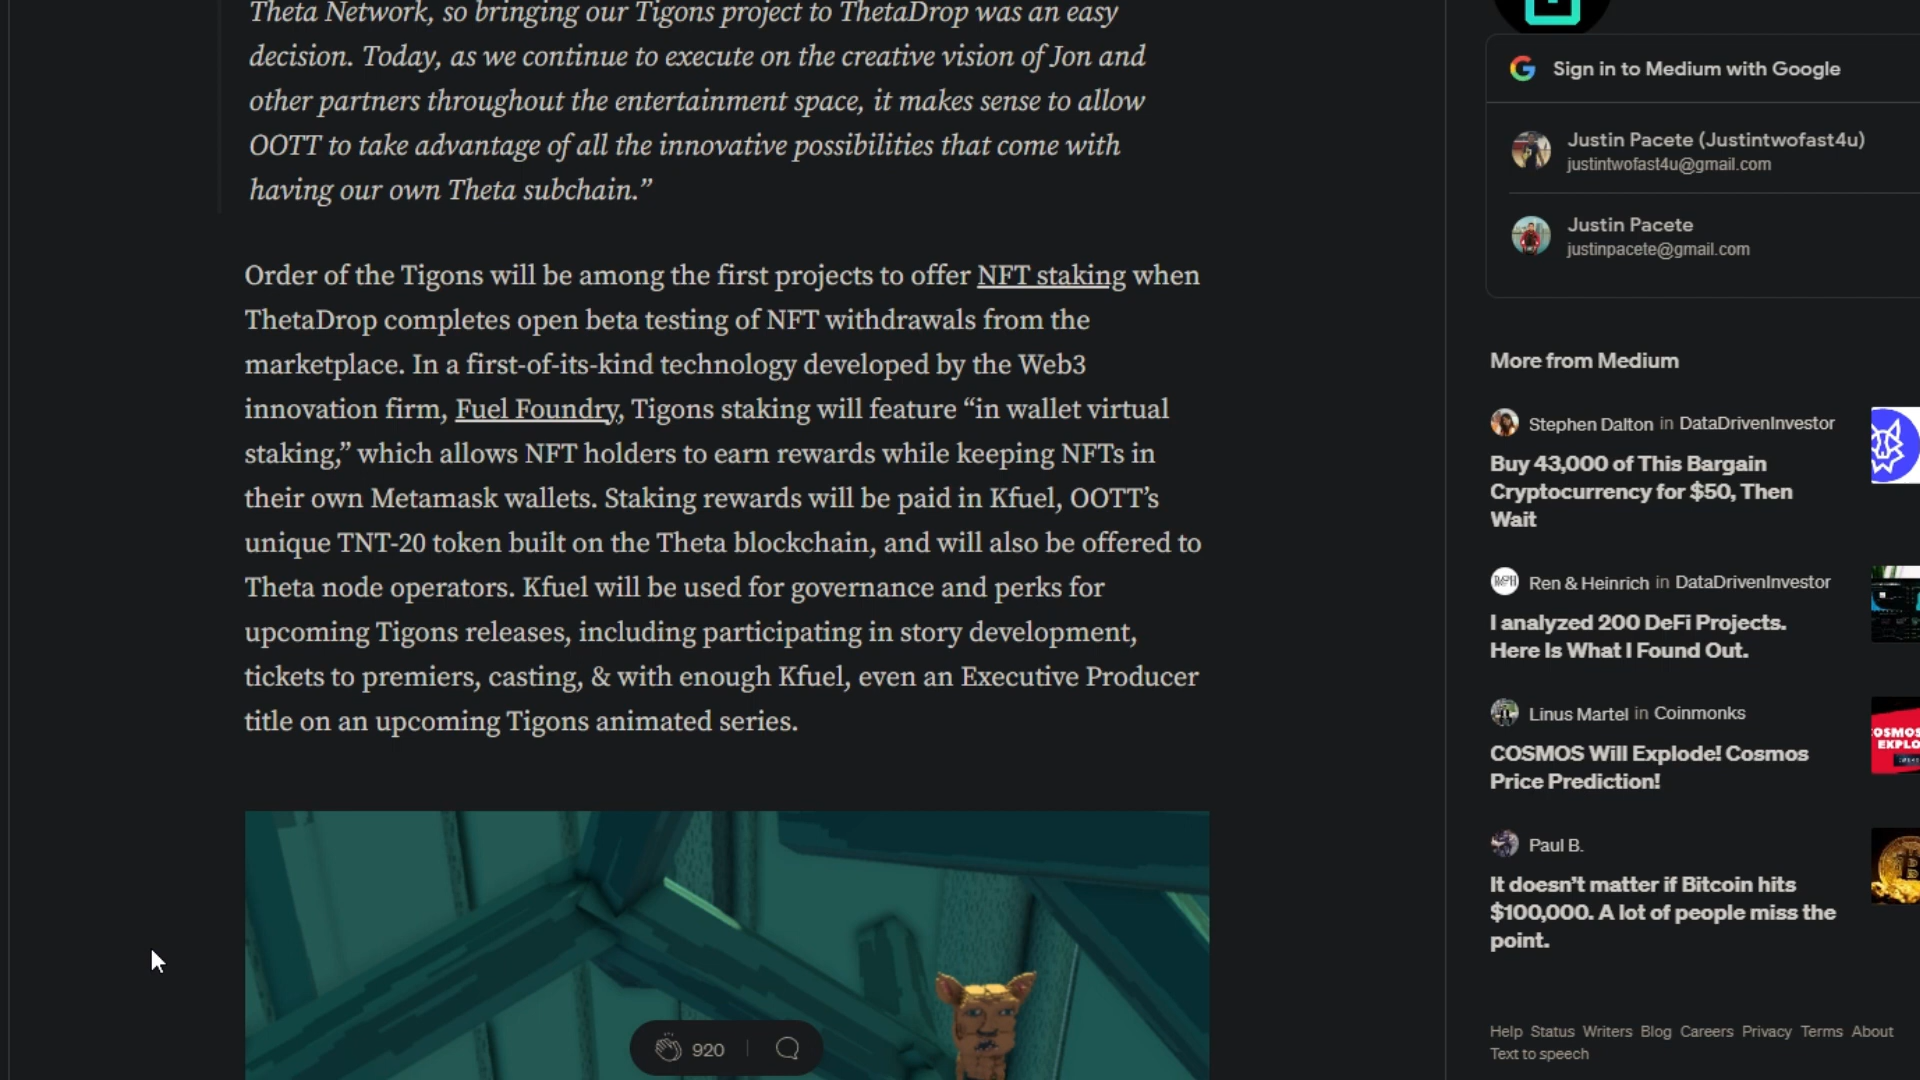 Theta Network, so bringing our Tigons project to ThetaDrop was an easy
decision. Today, as we continue to execute on the creative vision of Jon and
other partners throughout the entertainment space, it makes sense to allow
OOTT to take advantage of all the innovative possibilities that come with
having our own Theta subchain.”
Order of the Tigons will be among the first projects to offer NFT staking when
ThetaDrop completes open beta testing of NFT withdrawals from the
marketplace. In a first-of-its-kind technology developed by the Web3
innovation firm, Fuel Foundry, Tigons staking will feature “in wallet virtual
staking,” which allows NFT holders to earn rewards while keeping NFTs in
their own Metamask wallets. Staking rewards will be paid in Kfuel, OOTT’s
unique TNT-20 token built on the Theta blockchain, and will also be offered to
Theta node operators. Kfuel will be used for governance and perks for
upcoming Tigons releases, including participating in story development,
tickets to premiers, casting, & with enough Kfuel, even an Executive Producer
title on an upcoming Tigons animated series.
920
Sign in to Medium with Google
Justin Pacete (Justintwofast4u)
justintwofast4u@gmail.com
Justin Pacete
justinpacete@gmail.com
More from Medium
Stephen Dalton in DataDrivenInvestor
Buy 43,000 of This Bargain
Cryptocurrency for $50, Then
Wait
R&H Ren & Heinrich in DataDrivenInvestor
I analyzed 200 DeFi Projects.
Here Is What I Found Out.
Linus Martel in Coinmonks
COSMOS Will Explode! Cosmos
Price Prediction!
Paul B.
It doesn’t matter if Bitcoin hits
$100,000. A lot of people miss the
point.
Help Status Writers Blog Careers Privacy Terms About
Text to speech